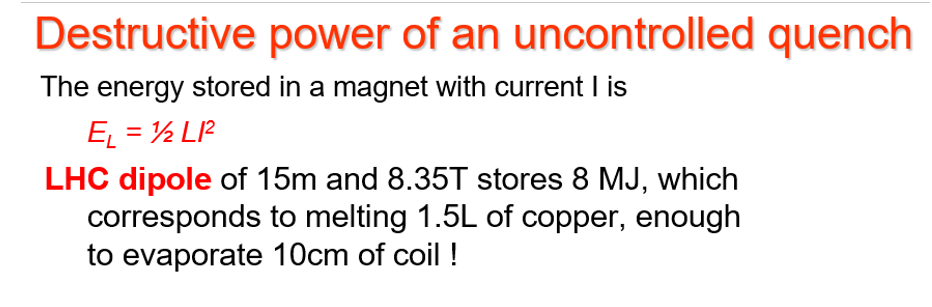 Destructive power of an uncontrolled quench
The energy stored in a magnet with current I is
E_L = ½ LI²
LHC dipole of 15m and 8.35T stores 8 MJ, which
corresponds to melting 1.5L of copper, enough
to evaporate 10cm of coil !